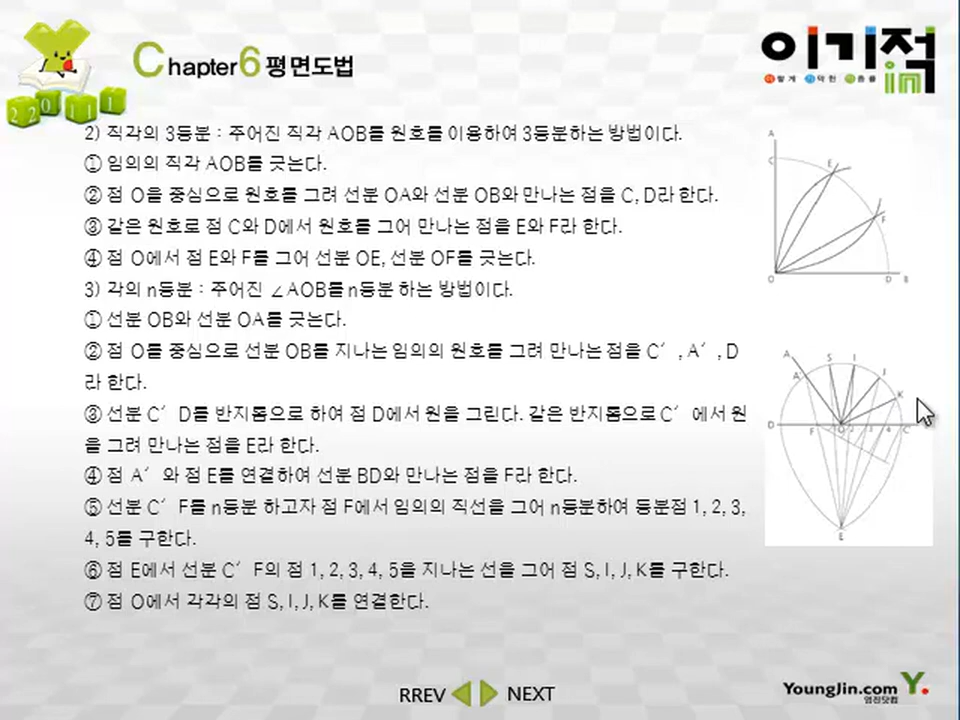 Chapter6 평면도법
이기적in
2) 직각의 3등분 : 주어진 직각 AOB를 원호를 이용하여 3등분하는 방법이다.
① 임의의 직각 AOB를 긋는다.
② 점 O을 중심으로 원호를 그려 선분 OA와 선분 OB와 만나는 점을 C, D라 한다.
③ 같은 원호로 점 C와 D에서 원호를 그어 만나는 점을 E와 F라 한다.
④ 점 O에서 점 E와 F를 그어 선분 OE, 선분 OF를 긋는다.
3) 각의 n등분 : 주어진 ∠AOB를 n등분 하는 방법이다.
① 선분 OB와 선분 OA를 긋는다.
② 점 O를 중심으로 선분 OB를 지나는 임의의 원호를 그려 만나는 점을 C′, A′, D
라 한다.
③ 선분 C′D를 반지름으로 하여 점 D에서 원을 그린다. 같은 반지름으로 C′에서 원
을 그려 만나는 점을 E라 한다.
④ 점 A′와 점 E를 연결하여 선분 BD와 만나는 점을 F라 한다.
⑤ 선분 C′F를 n등분 하고자 점 F에서 임의의 직선을 그어 n등분하여 등분점 1, 2, 3,
4, 5를 구한다.
⑥ 점 E에서 선분 C′F의 점 1, 2, 3, 4, 5을 지나는 선을 그어 점 S, I, J, K를 구한다.
⑦ 점 O에서 각각의 점 S, I, J, K를 연결한다.
A
C
E
F
O
D B
A S I
A′ J
K
D F O C′
E
RREV NEXT
YoungJin.com Y.
영진닷컴